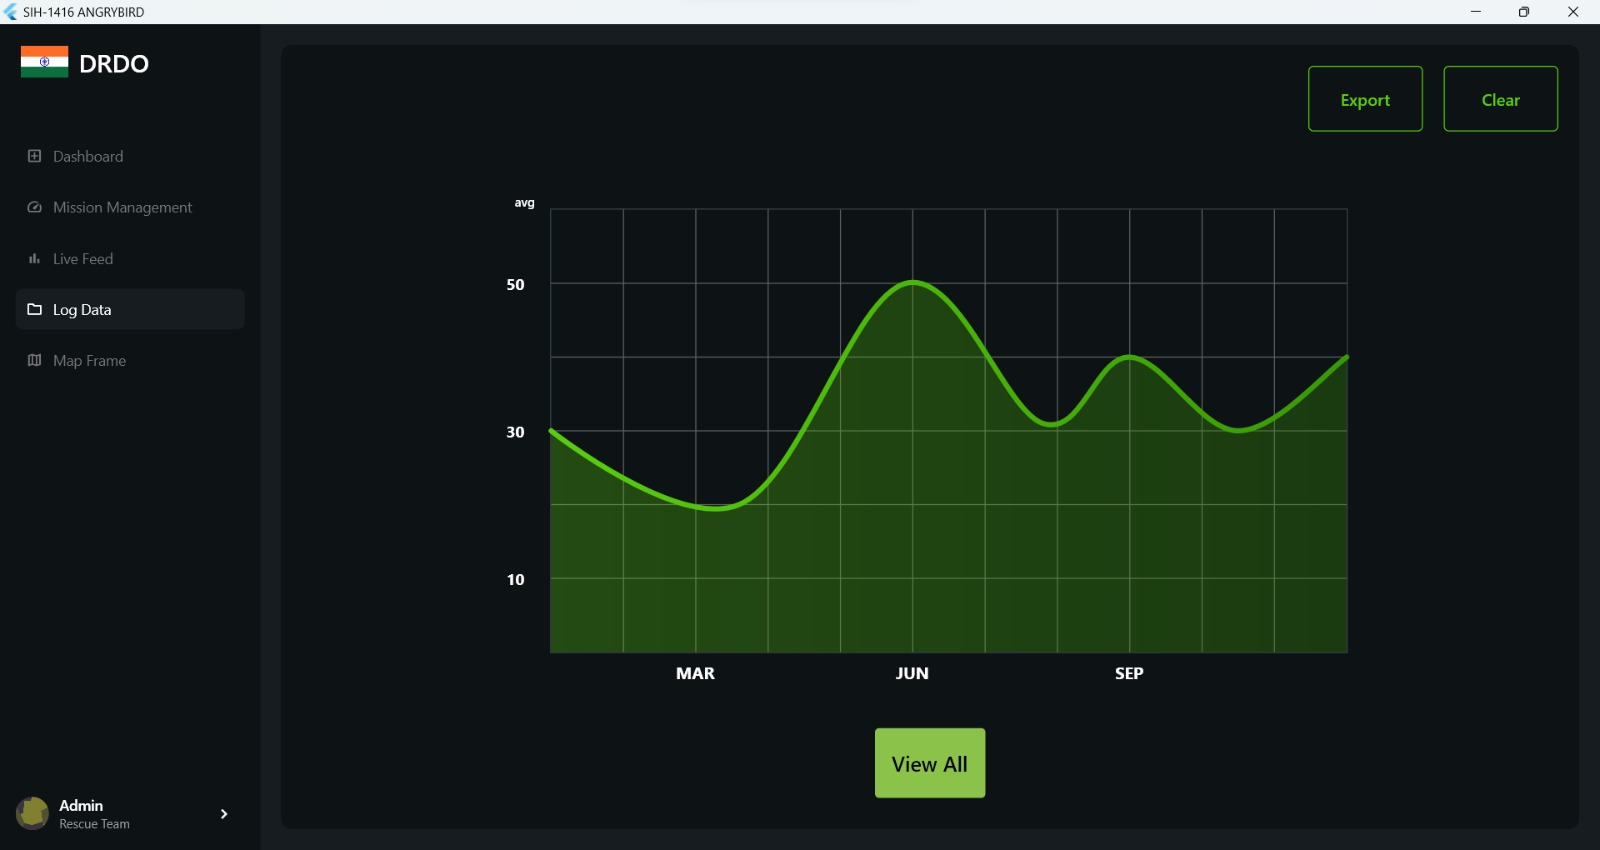 SIH-1416 ANGRYBIRD
DRDO
Dashboard
Mission Management
Live Feed
Log Data
Map Frame
Admin
Rescue Team
Export
Clear
avg
50
30
10
MAR
JUN
SEP
View All